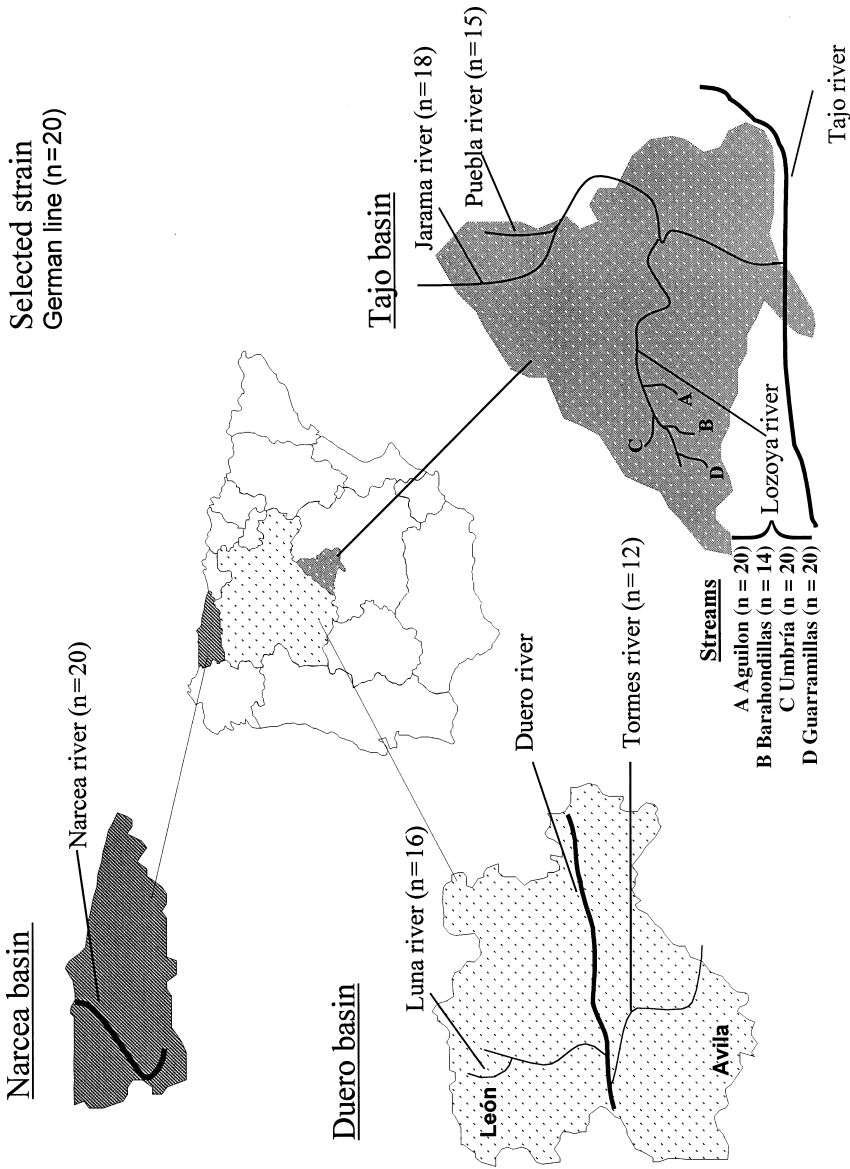 Selected strain
German line (n=20)
Narcea basin
Narcea river (n=20)
Duero basin
Luna river (n=16)
León
Duero river
Tormes river (n=12)
Avila
Tajo basin
Jarama river (n=18)
Puebla river (n=15)
A
B
C
D
Lozoya river
Tajo river
Streams
A Aguilon (n = 20)
B Barahondillas (n = 14)
C Umbría (n = 20)
D Guarramillas (n = 20)